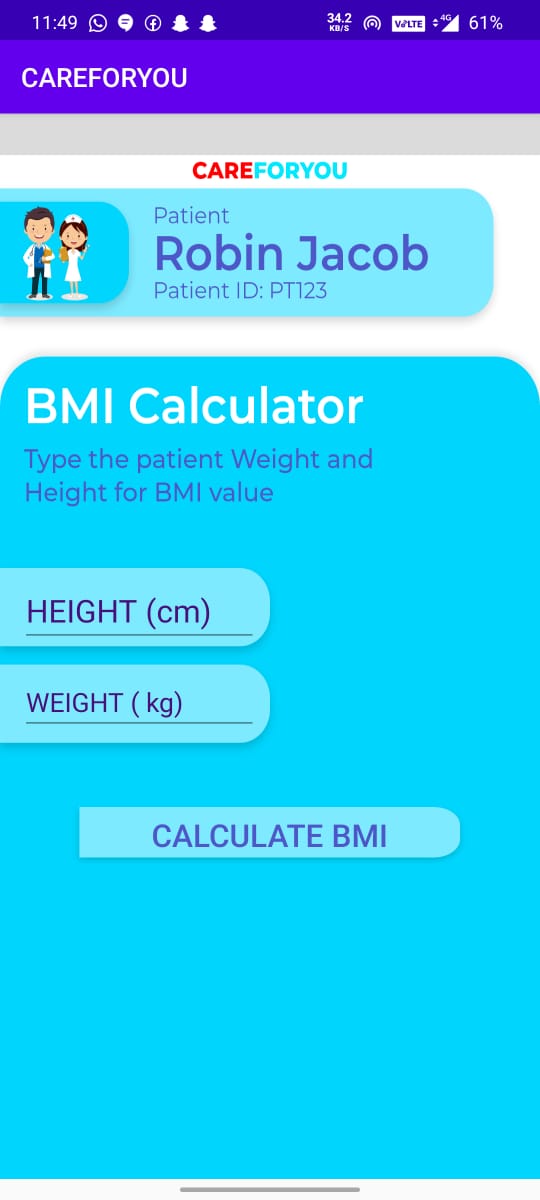 11:49 34.2 KB/S VoLTE 4G 61%
CAREFORYOU
CAREFORYOU
Patient
Robin Jacob
Patient ID: PT123
BMI Calculator
Type the patient Weight and
Height for BMI value
HEIGHT (cm)
WEIGHT ( kg)
CALCULATE BMI